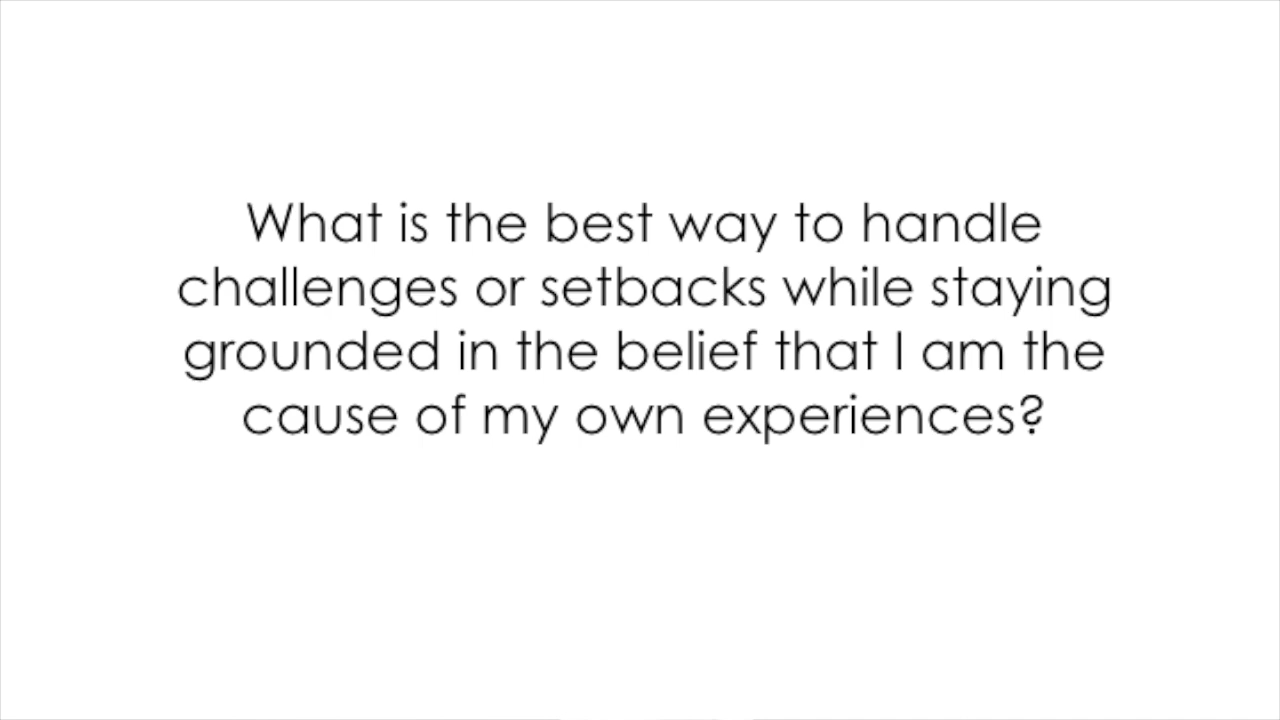 What is the best way to handle
challenges or setbacks while staying
grounded in the belief that I am the
cause of my own experiences?